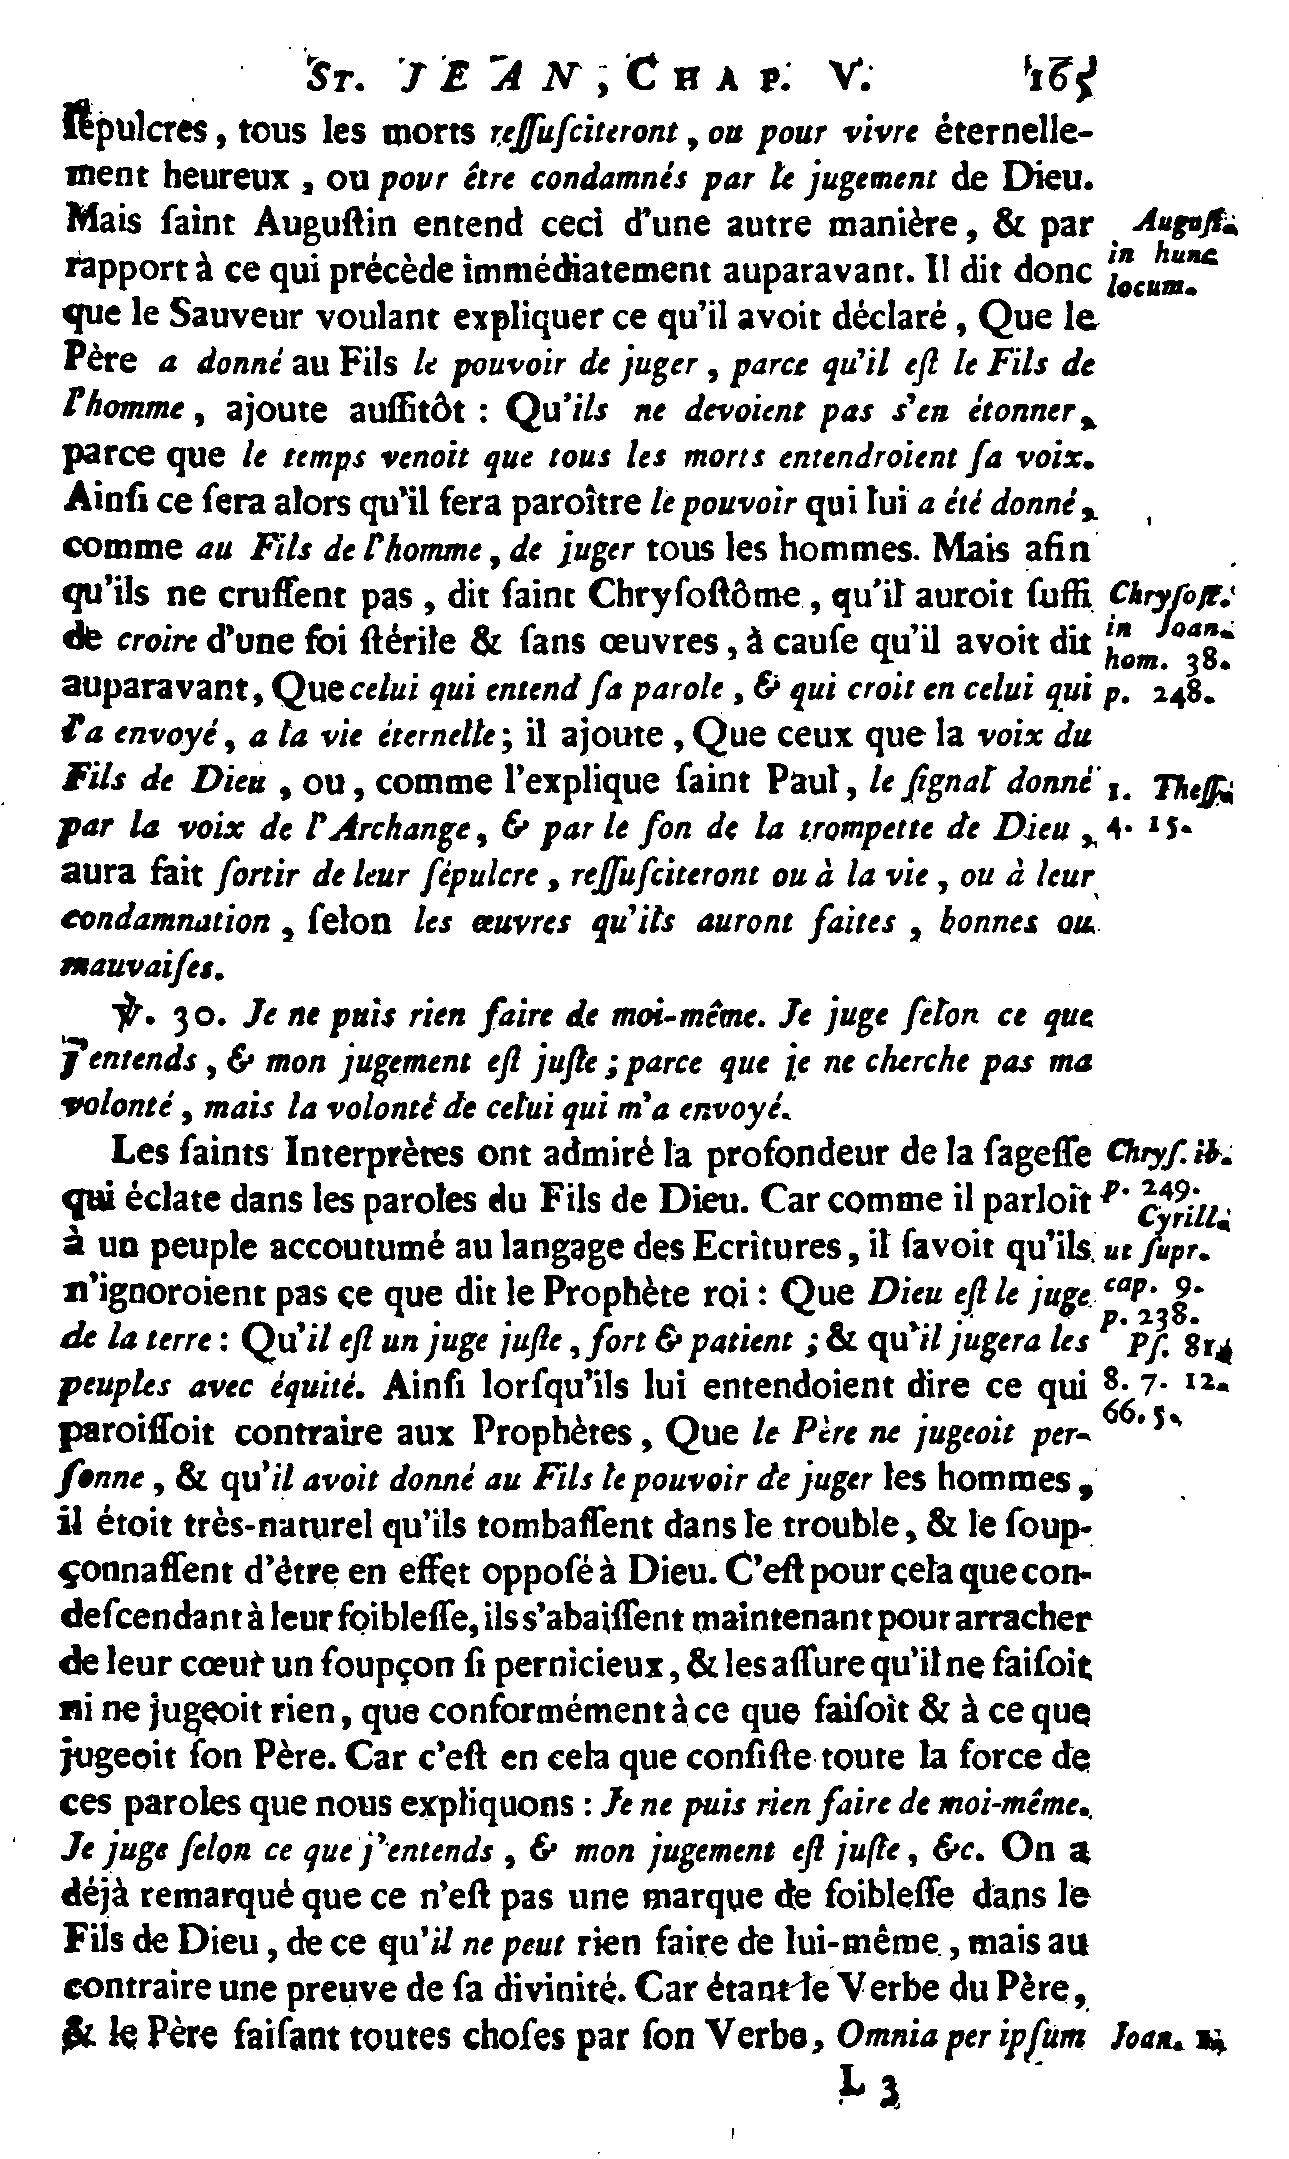 ST. JEAN, CHAP. V. 165
ſépulcres, tous les morts reſſuſciteront, ou pour vivre éternelle-
ment heureux, ou pour être condamnés par le jugement de Dieu.
Mais ſaint Auguſtin entend ceci d'une autre manière, & par
rapport à ce qui précède immédiatement auparavant. Il dit donc
que le Sauveur voulant expliquer ce qu'il avoit déclaré, Que le
Père a donné au Fils le pouvoir de juger, parce qu'il eſt le Fils de
l'homme, ajoute auſſitôt : Qu'ils ne devoient pas s'en étonner,
parce que le temps venoit que tous les morts entendroient ſa voix.
Ainſi ce ſera alors qu'il fera paroître le pouvoir qui lui a été donné,
comme au Fils de l'homme, de juger tous les hommes. Mais afin
qu'ils ne cruſſent pas, dit ſaint Chryſoſtôme, qu'il auroit ſuffi
de croire d'une foi ſtérile & ſans œuvres, à cauſe qu'il avoit dit
auparavant, Que celui qui entend ſa parole, & qui croit en celui qui
l'a envoyé, a la vie éternelle; il ajoute, Que ceux que la voix du
Fils de Dieu, ou, comme l'explique ſaint Paul, le ſignal donné
par la voix de l'Archange, & par le ſon de la trompette de Dieu,
aura fait ſortir de leur ſépulcre, reſſuſciteront ou à la vie, ou à leur
condamnation, ſelon les œuvres qu'ils auront faites, bonnes ou
mauvaiſes.
℣. 30. Je ne puis rien faire de moi-même. Je juge ſelon ce que
j'entends, & mon jugement eſt juſte; parce que je ne cherche pas ma
volonté, mais la volonté de celui qui m'a envoyé.
Les ſaints Interprètes ont admiré la profondeur de la ſageſſe
qui éclate dans les paroles du Fils de Dieu. Car comme il parloit
à un peuple accoutumé au langage des Ecritures, il ſavoit qu'ils
n'ignoroient pas ce que dit le Prophète roi : Que Dieu eſt le juge
de la terre : Qu'il eſt un juge juſte, fort & patient ; & qu'il jugera les
peuples avec équité. Ainſi lorſqu'ils lui entendoient dire ce qui
paroiſſoit contraire aux Prophètes, Que le Père ne jugeoit per-
ſonne, & qu'il avoit donné au Fils le pouvoir de juger les hommes,
il étoit très-naturel qu'ils tombaſſent dans le trouble, & le ſoup-
çonnaſſent d'être en effet oppoſé à Dieu. C'eſt pour cela que con-
deſcendant à leur foibleſſe, ils s'abaiſſent maintenant pour arracher
de leur cœur un ſoupçon ſi pernicieux, & les aſſure qu'il ne faiſoit
ni ne jugeoit rien, que conformément à ce que faiſoit & à ce que
jugeoit ſon Père. Car c'eſt en cela que conſiſte toute la force de
ces paroles que nous expliquons : Je ne puis rien faire de moi-même.
Je juge ſelon ce que j'entends, & mon jugement eſt juſte, &c. On a
déjà remarqué que ce n'eſt pas une marque de foibleſſe dans le
Fils de Dieu, de ce qu'il ne peut rien faire de lui-même, mais au
contraire une preuve de ſa divinité. Car étant le Verbe du Père,
& le Père faiſant toutes choſes par ſon Verbe, Omnia per ipſum
L 3
Auguſt.
in hunc
locum.
Chryſoſt.
in Joan.
hom. 38.
p. 248.
1. Theſſ.
4. 15.
Chryſ. ib.
p. 249.
Cyrill.
ut ſupr.
cap. 9.
p. 238.
Pſ. 81.
8. 7. 12.
66. 5.
Joan.